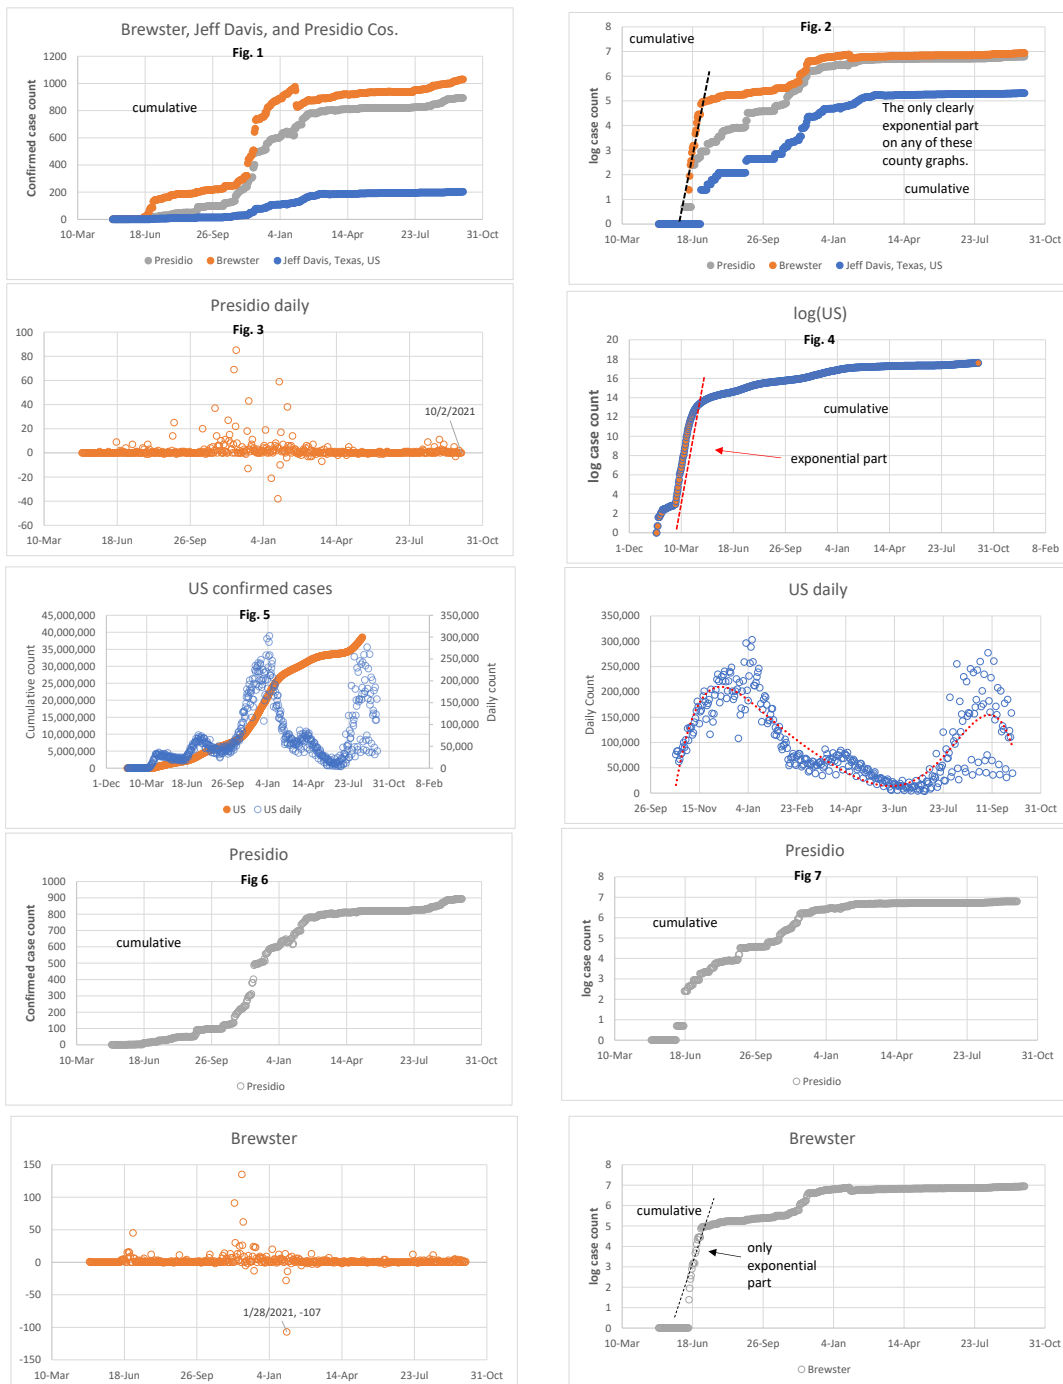 Brewster, Jeff Davis, and Presidio Cos.
Fig. 1
cumulative
Confirmed case count
1200
1000
800
600
400
200
0
10-Mar 18-Jun 26-Sep 4-Jan 14-Apr 23-Jul 31-Oct
Presidio Brewster Jeff Davis, Texas, US
Fig. 2
cumulative
log case count
8
7
6
5
4
3
2
1
0
The only clearly
exponential part
on any of these
county graphs.
cumulative
10-Mar 18-Jun 26-Sep 4-Jan 14-Apr 23-Jul 31-Oct
Presidio Brewster Jeff Davis, Texas, US
Presidio daily
Fig. 3
100
80
60
40
20
0
-20
-40
-60
10/2/2021
10-Mar 18-Jun 26-Sep 4-Jan 14-Apr 23-Jul 31-Oct
log(US)
Fig. 4
log case count
20
18
16
14
12
10
8
6
4
2
0
cumulative
exponential part
1-Dec 10-Mar 18-Jun 26-Sep 4-Jan 14-Apr 23-Jul 31-Oct 8-Feb
US confirmed cases
Fig. 5
Cumulative count
45,000,000
40,000,000
35,000,000
30,000,000
25,000,000
20,000,000
15,000,000
10,000,000
5,000,000
0
350,000
300,000
250,000
200,000
150,000
100,000
50,000
0
Daily count
1-Dec 10-Mar 18-Jun 26-Sep 4-Jan 14-Apr 23-Jul 31-Oct 8-Feb
US US daily
US daily
Daily Count
350,000
300,000
250,000
200,000
150,000
100,000
50,000
0
26-Sep 15-Nov 4-Jan 23-Feb 14-Apr 3-Jun 23-Jul 11-Sep 31-Oct
Presidio
Fig 6
cumulative
Confirmed case count
1000
900
800
700
600
500
400
300
200
100
0
10-Mar 18-Jun 26-Sep 4-Jan 14-Apr 23-Jul 31-Oct
Presidio
Presidio
Fig 7
cumulative
log case count
8
7
6
5
4
3
2
1
0
10-Mar 18-Jun 26-Sep 4-Jan 14-Apr 23-Jul 31-Oct
Presidio
Brewster
150
100
50
0
-50
-100
-150
1/28/2021, -107
10-Mar 18-Jun 26-Sep 4-Jan 14-Apr 23-Jul 31-Oct
Brewster
cumulative
log case count
8
7
6
5
4
3
2
1
0
only
exponential
part
10-Mar 18-Jun 26-Sep 4-Jan 14-Apr 23-Jul 31-Oct
Brewster